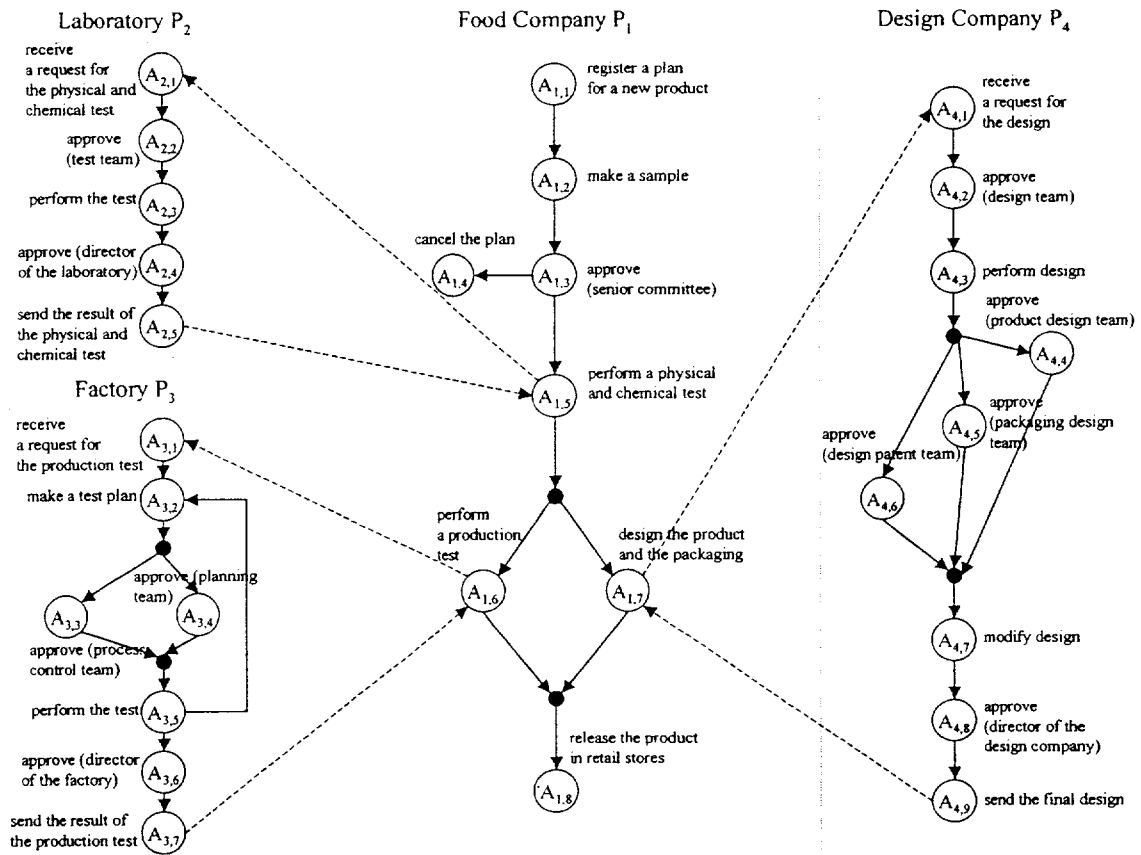 Laboratory P2
receive
a request for
the physical and
chemical test
A2,1
approve
(test team)
A2,2
perform the test
A2,3
approve (director
of the laboratory)
A2,4
send the result of
the physical and
chemical test
A2,5
Factory P3
receive
a request for
the production test
A3,1
make a test plan
A3,2
approve (planning
team)
A3,3
A3,4
approve (process
control team)
perform the test
A3,5
approve (director
of the factory)
A3,6
send the result of
the production test
A3,7
Food Company P1
A1,1
register a plan
for a new product
A1,2
make a sample
cancel the plan
A1,4
A1,3
approve
(senior committee)
A1,5
perform a physical
and chemical test
perform
a production
test
A1,6
design the product
and the packaging
A1,7
release the product
in retail stores
A1,8
Design Company P4
A4,1
receive
a request for
the design
A4,2
approve
(design team)
A4,3
perform design
approve
(product design team)
A4,4
approve
(packaging design
team)
A4,5
approve
(design patent team)
A4,6
A4,7
modify design
A4,8
approve
(director of the
design company)
A4,9
send the final design